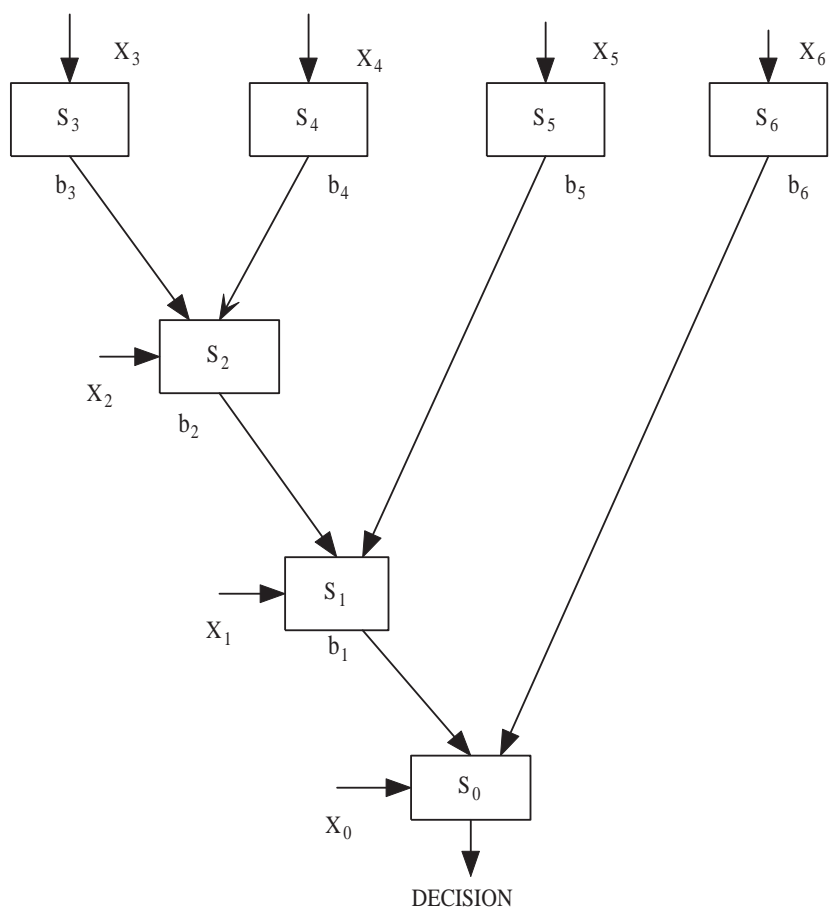 X₃ X₄ X₅ X₆
S₃ S₄ S₅ S₆
b₃ b₄ b₅ b₆
S₂
X₂
b₂
S₁
X₁
b₁
S₀
X₀
DECISION